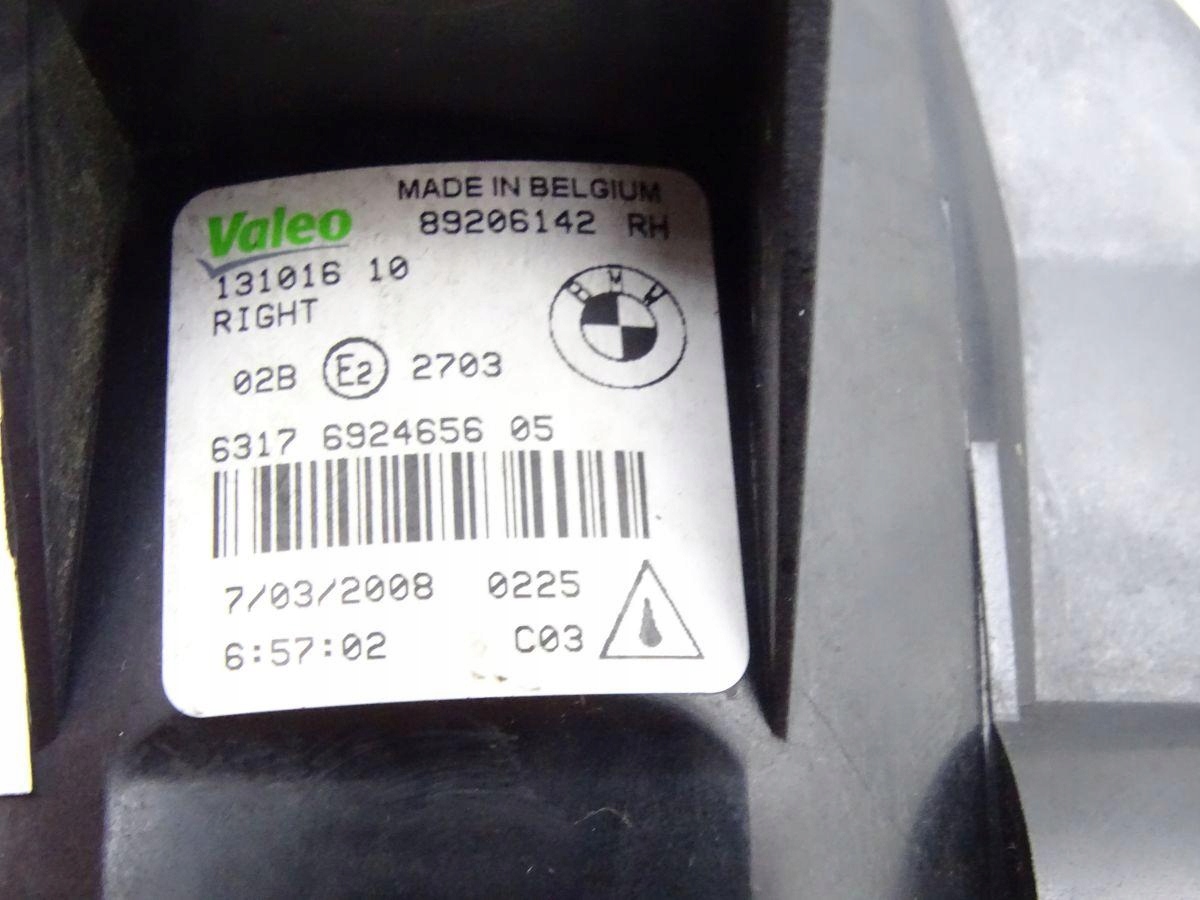 MADE IN BELGIUM
Valeo 89206142 RH
131016 10
RIGHT
BMW
02B E2 2703
6317 6924656 05
7/03/2008 0225
6:57:02 C03